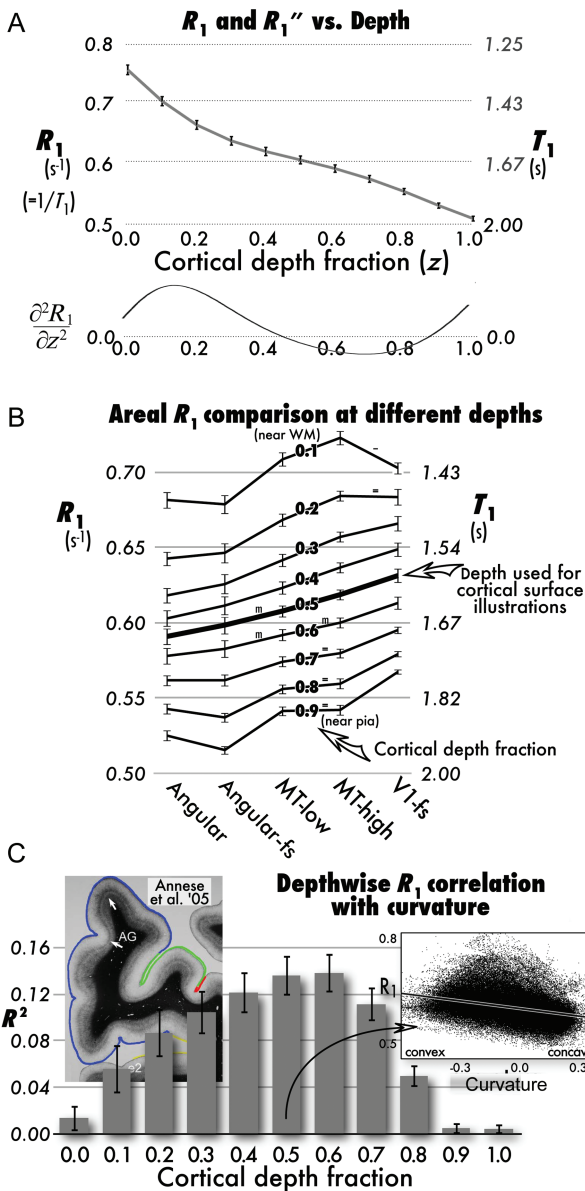 A
R1 and R1″ vs. Depth
0.8
1.25
0.7
1.43
R1
(s-1)
(=1/T1)
T1
(s)
0.6
1.67
0.5
2.00
0.0 0.2 0.4 0.6 0.8 1.0
Cortical depth fraction (z)
∂²R1
∂z²
0.0
0.0
0.0 0.2 0.4 0.6 0.8 1.0
B
Areal R1 comparison at different depths
(near WM)
0.1
-
0.70
1.43
R1
(s-1)
T1
(s)
0.2
=
0.65
1.54
0.3
0.4
Depth used for
cortical surface
illustrations
0.5
m
0.60
1.67
m
0.6
m
0.7
=
0.8
=
0.55
1.82
0.9
=
(near pia)
Cortical depth fraction
0.50
2.00
Angular
Angular-fs
MT-low
MT-high
V1-fs
C
Annese
et al. '05
AG
Depthwise R1 correlation
with curvature
0.16
0.12
R2
0.08
0.04
0.00
0.8
R1
0.5
convex
concav
-0.3 0.0 0.3
Curvature
0.0 0.1 0.2 0.3 0.4 0.5 0.6 0.7 0.8 0.9 1.0
Cortical depth fraction